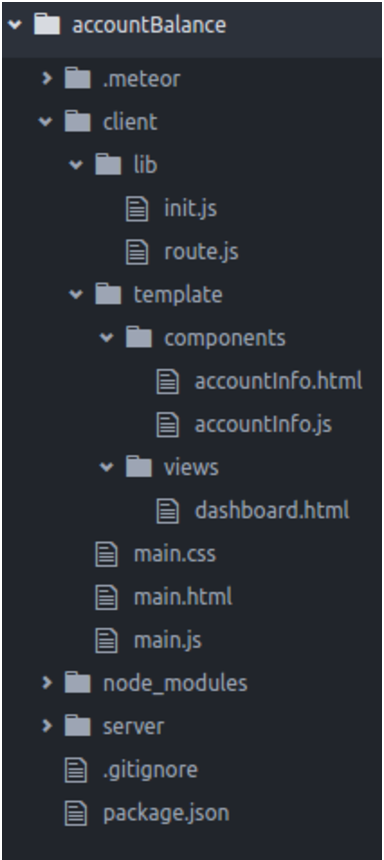 accountBalance
.meteor
client
lib
init.js
route.js
template
components
accountInfo.html
accountInfo.js
views
dashboard.html
main.css
main.html
main.js
node_modules
server
.gitignore
package.json